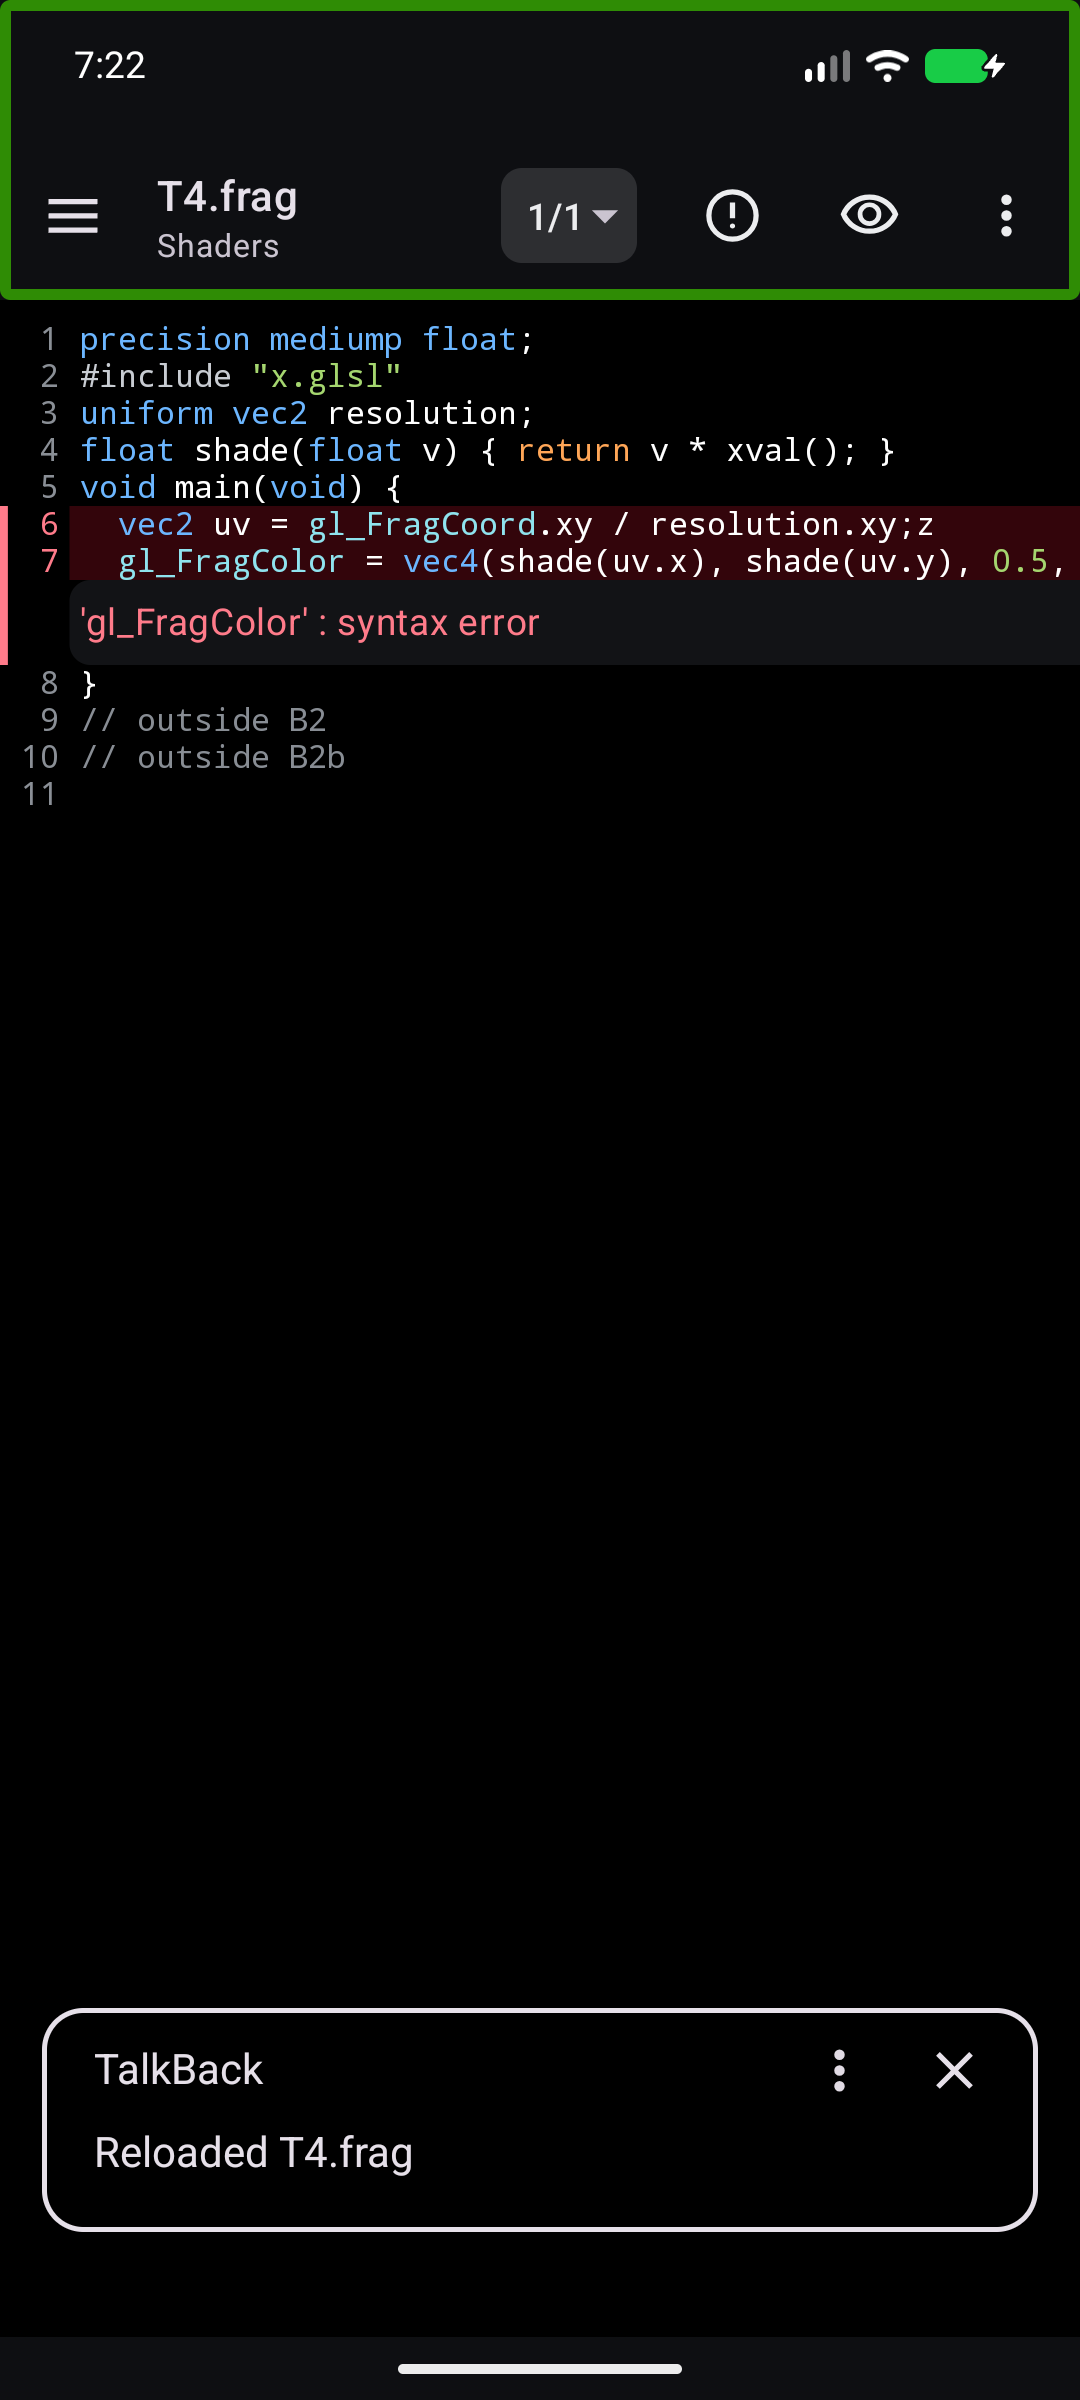 7:22
T4.frag
Shaders
1/1
1 precision mediump float;
2 #include "x.glsl"
3 uniform vec2 resolution;
4 float shade(float v) { return v * xval(); }
5 void main(void) {
6   vec2 uv = gl_FragCoord.xy / resolution.xy;z
7   gl_FragColor = vec4(shade(uv.x), shade(uv.y), 0.5,
'gl_FragColor' : syntax error
8 }
9 // outside B2
10 // outside B2b
11
TalkBack
Reloaded T4.frag